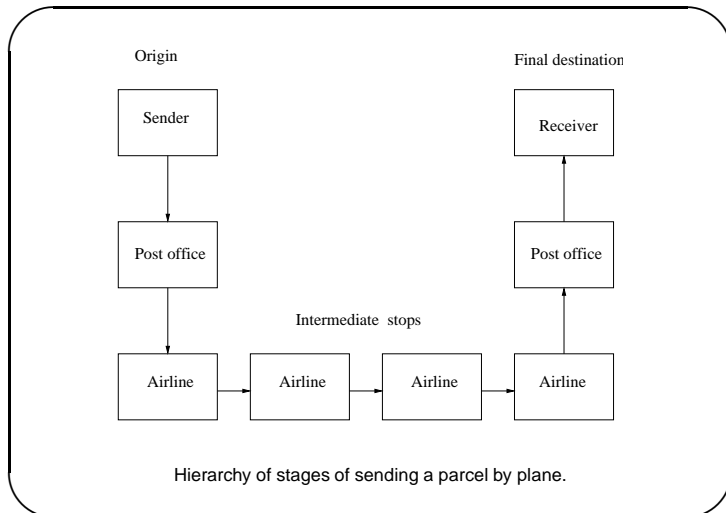 Origin
Final destination
Sender
Receiver
Post office
Post office
Intermediate stops
Airline
Airline
Airline
Airline
Hierarchy of stages of sending a parcel by plane.